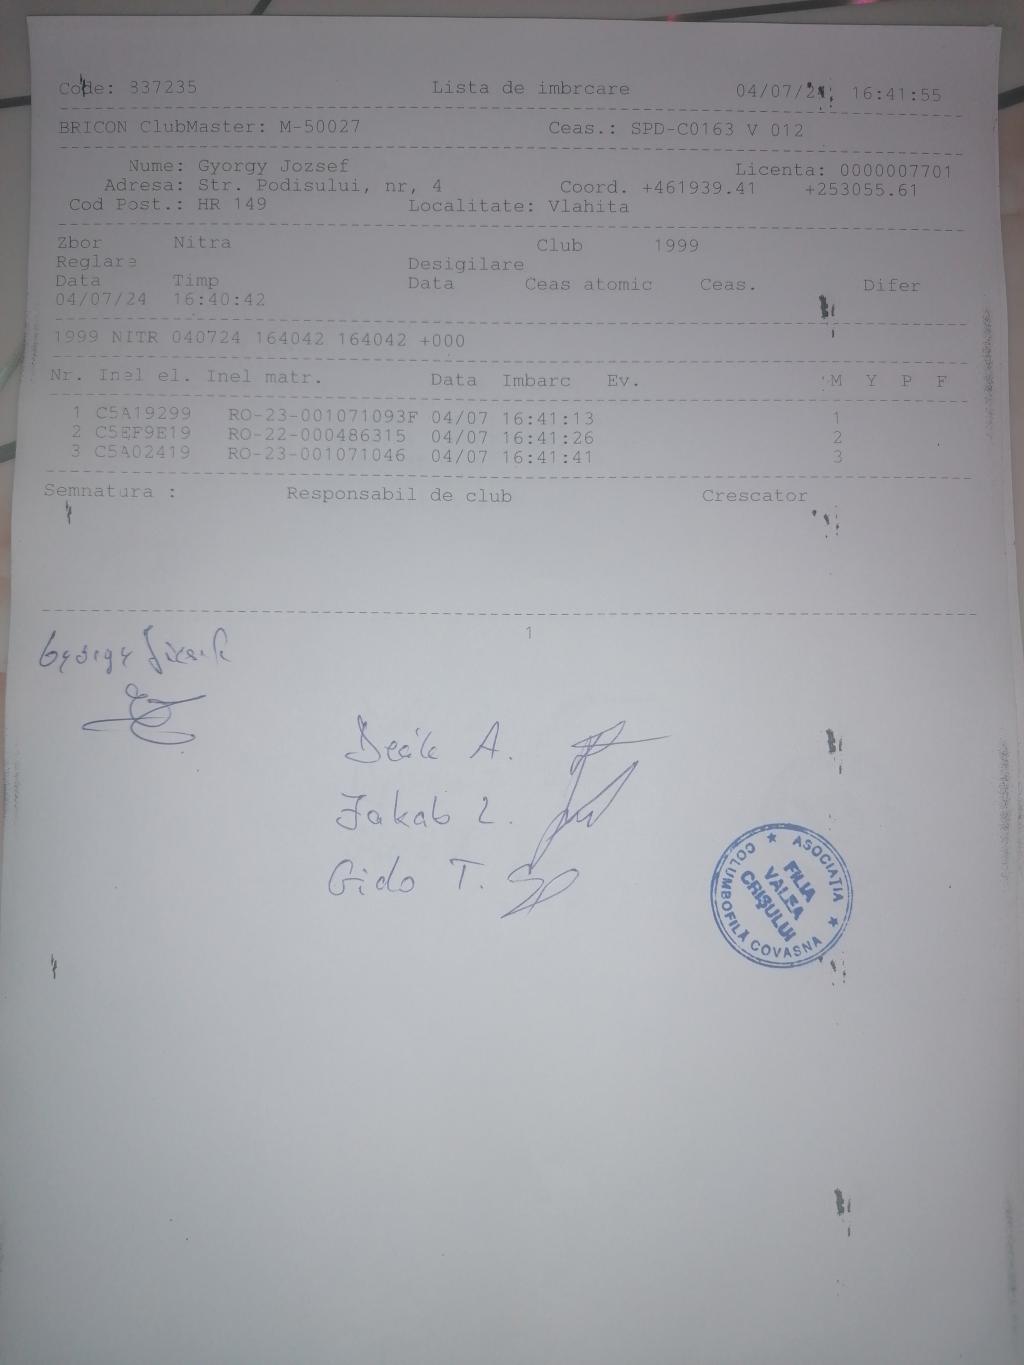 Code: 837235 Lista de imbrcare 04/07/24, 16:41:55
BRICON ClubMaster: M-50027 Ceas.: SPD-C0163 V 012
Nume: Gyorgy Jozsef Licenta: 0000007701
Adresa: Str. Podisului, nr, 4 Coord. +461939.41 +253055.61
Cod Post.: HR 149 Localitate: Vlahita
Zbor Nitra Club 1999
Reglare Desigilare
Data Timp Data Ceas atomic Ceas. Difer
04/07/24 16:40:42
1999 NITR 040724 164042 164042 +000
Nr. Inel el. Inel matr. Data Imbarc Ev. M Y P F
1 C5A19299 RO-23-001071093F 04/07 16:41:13 1
2 C5EF9E19 RO-22-000486315 04/07 16:41:26 2
3 C5A02419 RO-23-001071046 04/07 16:41:41 3
Semnatura : Responsabil de club Crescator
1
György
Deák A.
Jakab L.
Gido T.
ASOCIAȚIA COLUMBOFILĂ COVASNA
FILIA
VALEA
CRIȘULUI